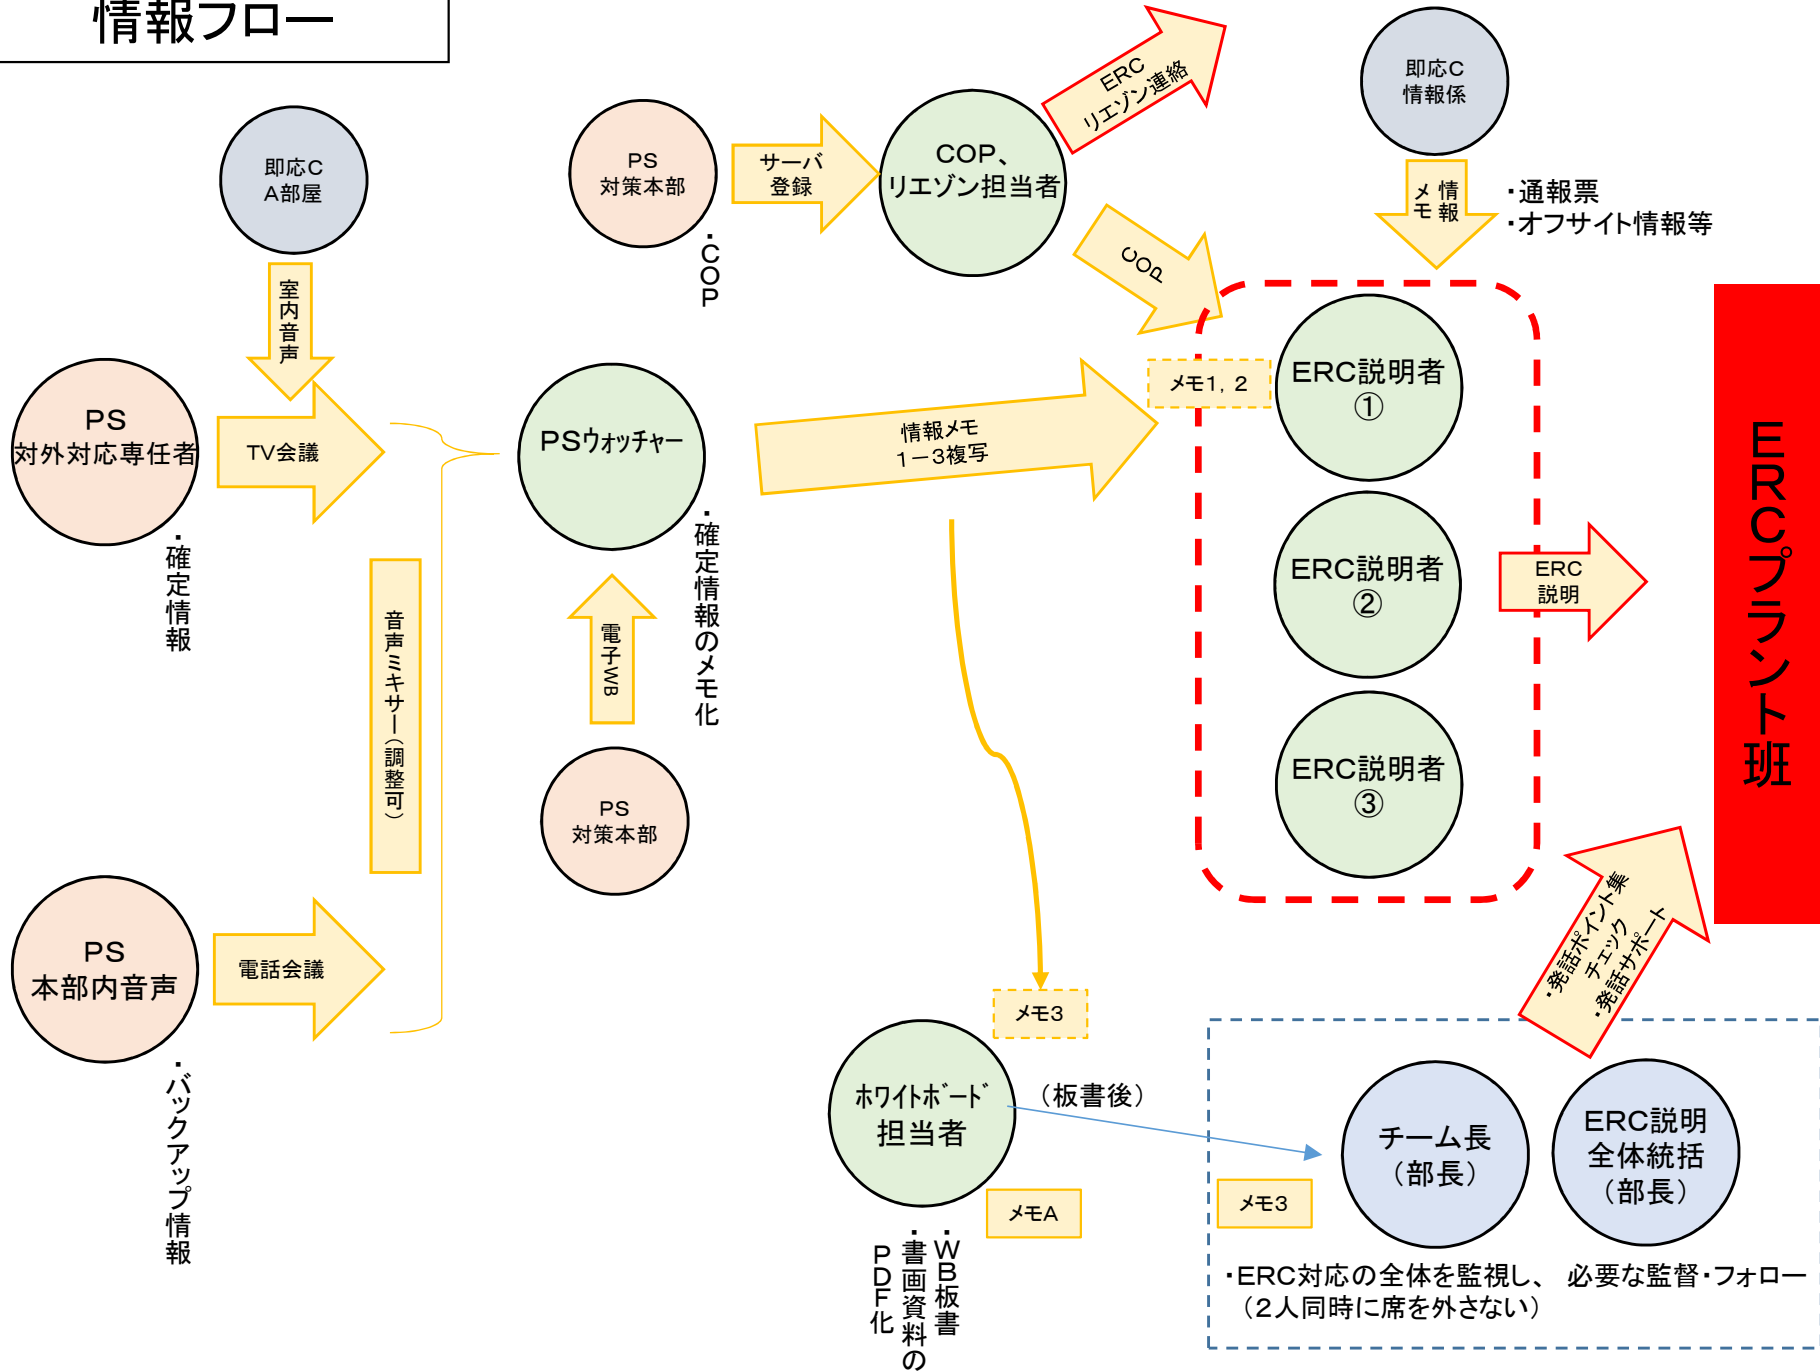 情報フロー
即応C
A部屋
室内音声
PS
対外対応専任者
・確定情報
TV会議
音声ミキサー（調整可）
PS
本部内音声
・バックアップ情報
電話会議
PS
対策本部
・COP
サーバ
登録
COP、
リエゾン担当者
ERC
リエゾン連絡
COP
即応C
情報係
情報
メモ
・通報票
・オフサイト情報等
PSウォッチャー
・確定情報のメモ化
電子WB
PS
対策本部
情報メモ
1－3複写
メモ1, 2
ERC説明者
①
ERC説明者
②
ERC説明者
③
ERC
説明
ERCプラント班
メモ3
ホワイトボード
担当者
（板書後）
メモA
・WB板書
・書画資料の
PDF化
・発話ポイント集
チェック
・発話サポート
チーム長
（部長）
ERC説明
全体統括
（部長）
メモ3
・ERC対応の全体を監視し、 必要な監督・フォロー
（2人同時に席を外さない）